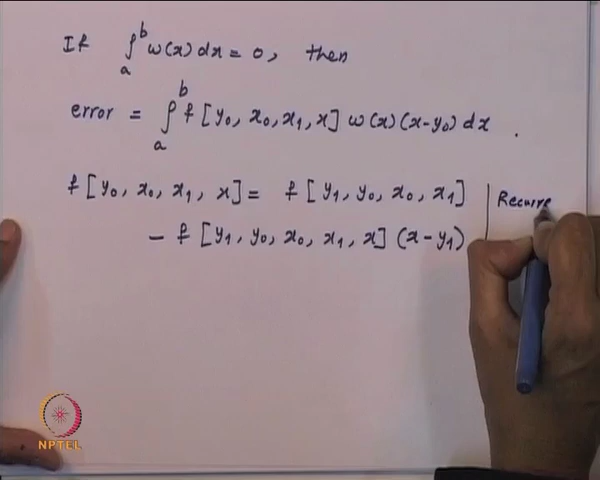 If ∫_a^b w(x) dx = 0, then
error = ∫_a^b f[y₀, x₀, x₁, x] w(x) (x-y₀) dx .
f[y₀, x₀, x₁, x] = f[y₁, y₀, x₀, x₁] | Recurre
- f[y₁, y₀, x₀, x₁, x] (x-y₁)
NPTEL